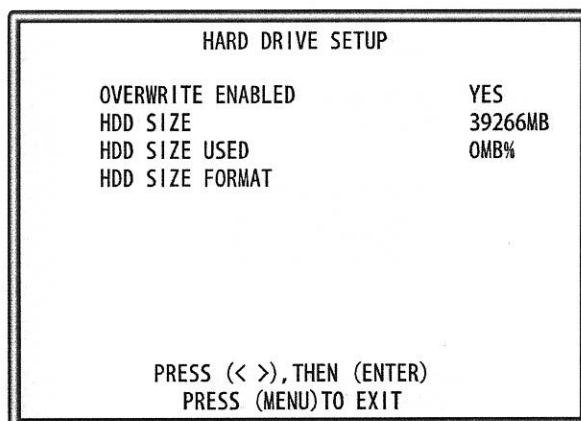 HARD DRIVE SETUP
OVERWRITE ENABLED YES
HDD SIZE 39266MB
HDD SIZE USED 0MB%
HDD SIZE FORMAT
PRESS (< >),THEN (ENTER)
PRESS (MENU)TO EXIT